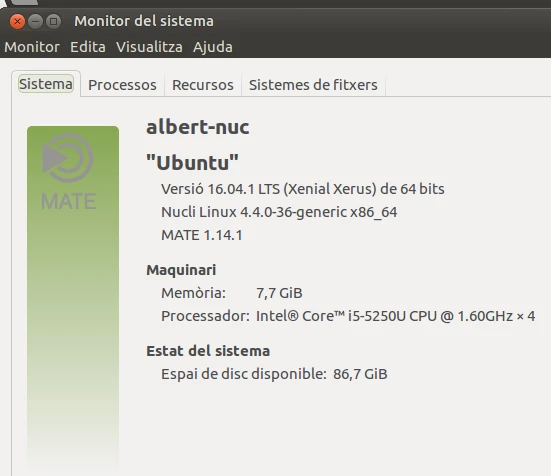 Monitor del sistema
Monitor Edita Visualitza Ajuda
Sistema Processos Recursos Sistemes de fitxers
MATE
albert-nuc
"Ubuntu"
Versió 16.04.1 LTS (Xenial Xerus) de 64 bits
Nucli Linux 4.4.0-36-generic x86_64
MATE 1.14.1
Maquinari
Memòria: 7,7 GiB
Processador: Intel® Core™ i5-5250U CPU @ 1.60GHz × 4
Estat del sistema
Espai de disc disponible: 86,7 GiB